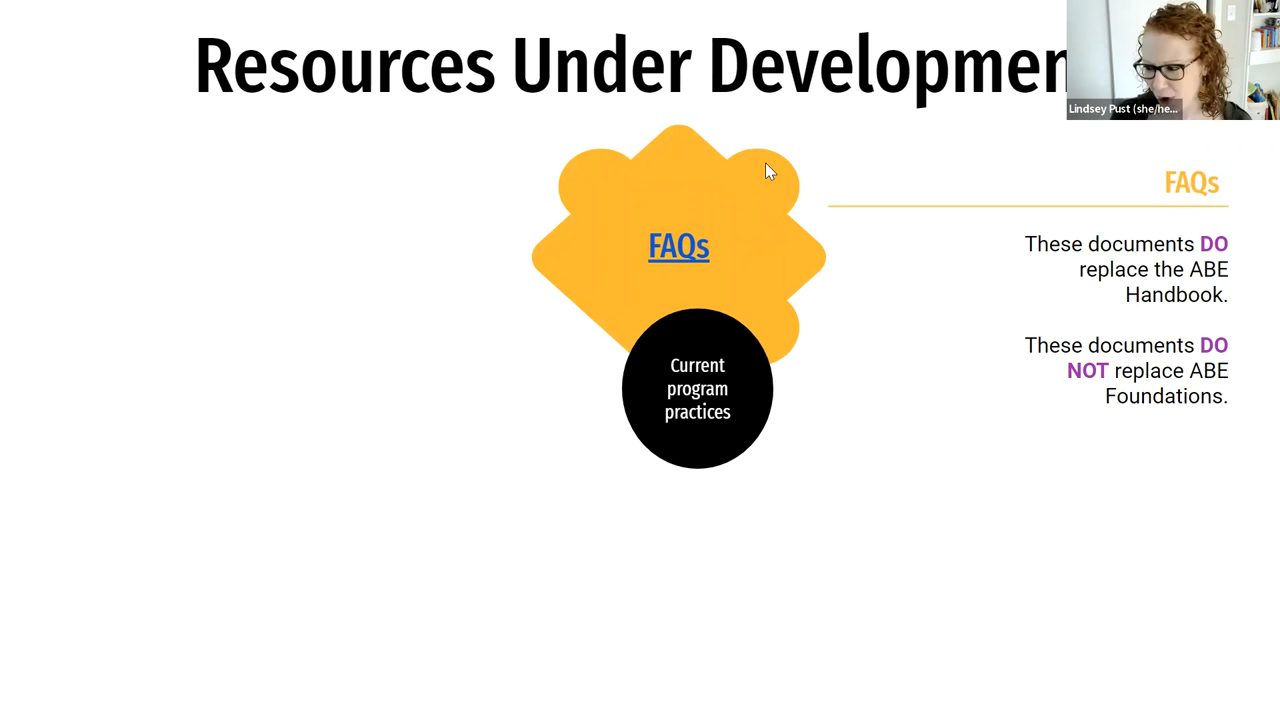 Resources Under Developmen
Lindsey Pust (she/he...
FAQs
FAQs
These documents DO
replace the ABE
Handbook.
These documents DO
NOT replace ABE
Foundations.
Current
program
practices